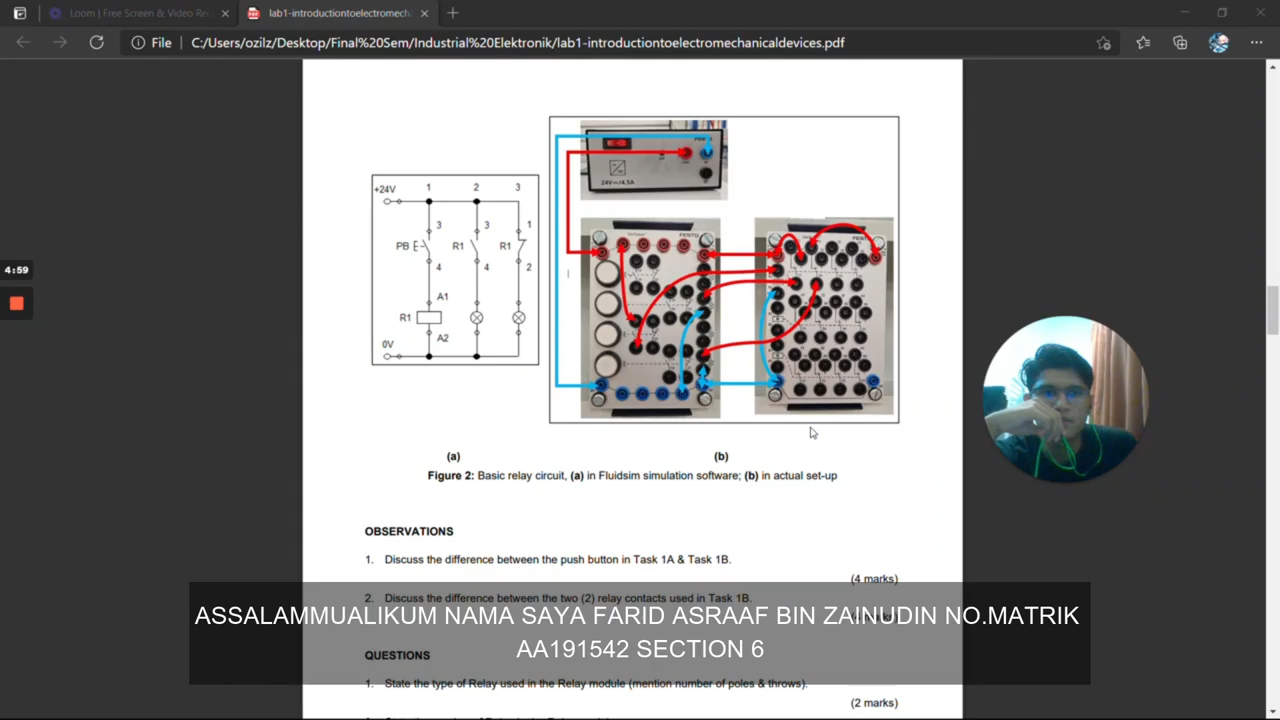 Loom | Free Screen & Video Rec
lab1-introductiontoelectromech
File
C:/Users/ozilz/Desktop/Final%20Sem/Industrial%20Elektronik/lab1-introductiontoelectromechanicaldevices.pdf
4:59
+24V 1 2 3
3 3 1
PB R1 R1
4 4 2
A1
R1
A2
0V
24V /4.5A
FESTO
FESTO
(a) (b)
Figure 2: Basic relay circuit, (a) in Fluidsim simulation software; (b) in actual set-up
OBSERVATIONS
1. Discuss the difference between the push button in Task 1A & Task 1B.
(4 marks)
2. Discuss the difference between the two (2) relay contacts used in Task 1B.
ASSALAMMUALIKUM NAMA SAYA FARID ASRAAF BIN ZAINUDIN NO.MATRIK
AA191542 SECTION 6
QUESTIONS
1. State the type of Relay used in the Relay module (mention number of poles & throws).
(2 marks)